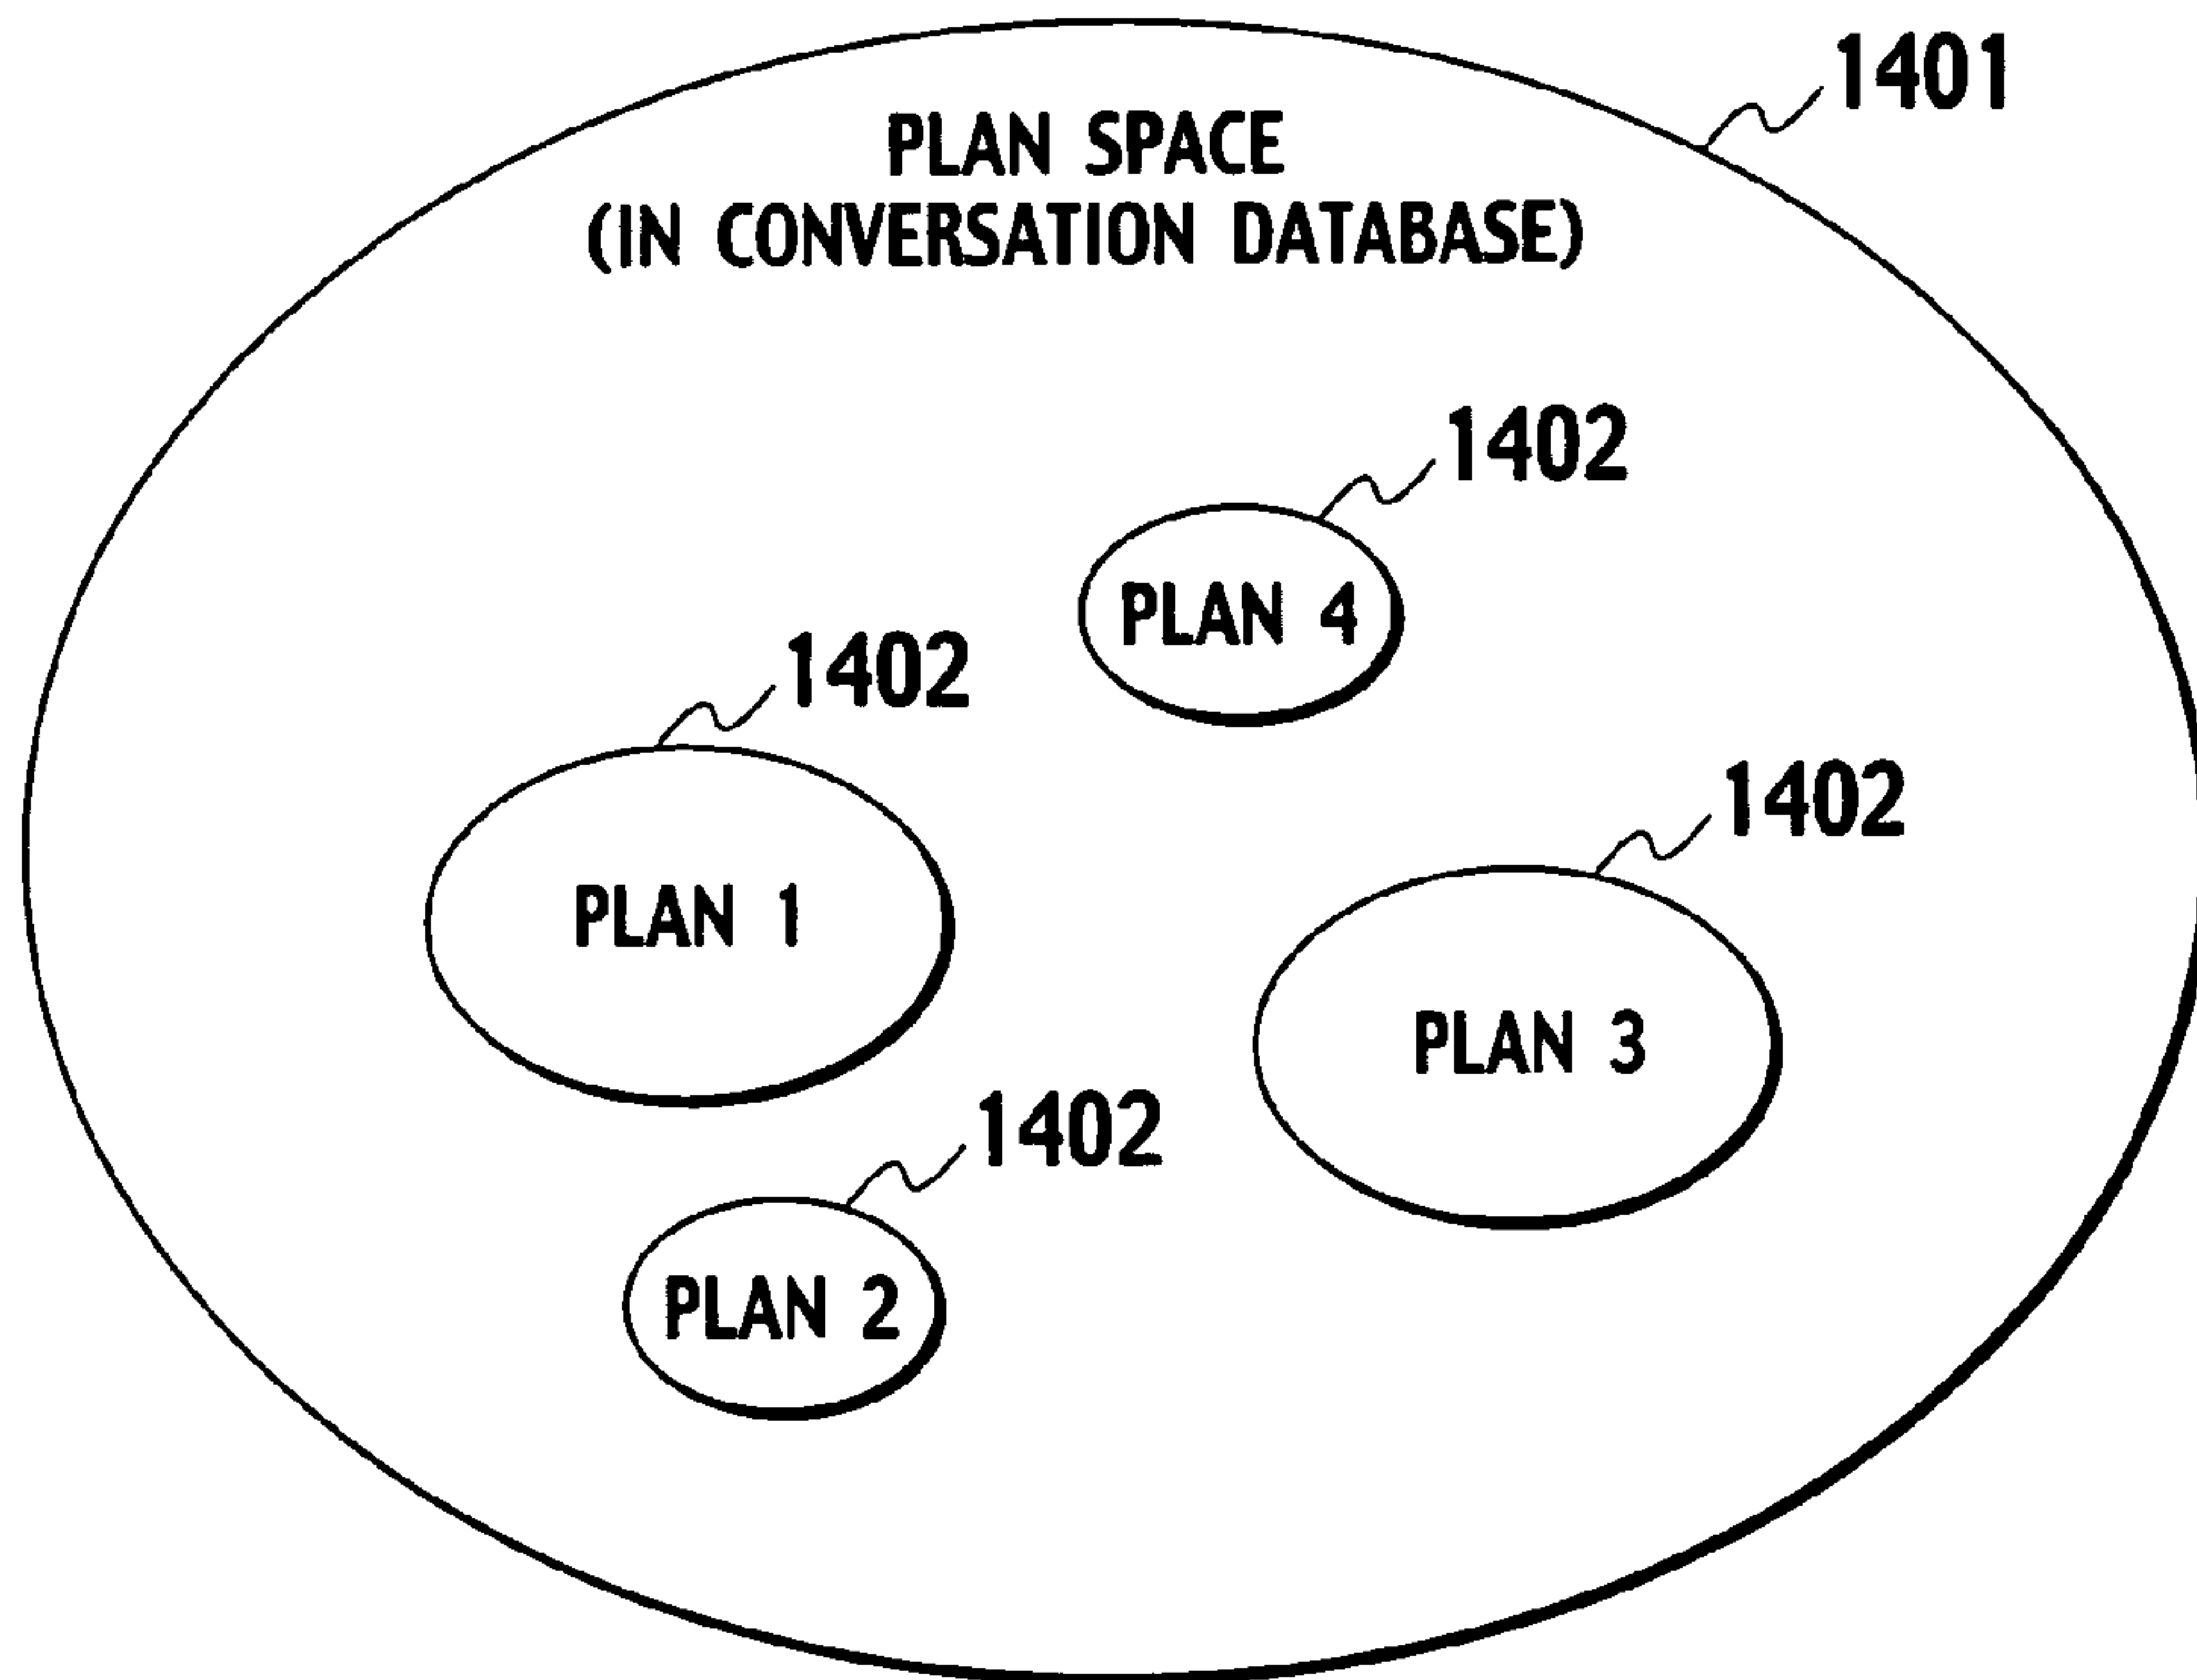 1401
PLAN SPACE
(IN CONVERSATION DATABASE)
1402
PLAN 4
1402
PLAN 1
1402
PLAN 3
1402
PLAN 2